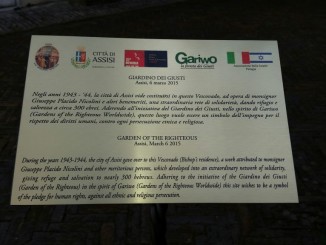 CITTÀ DI
ASSISI
Gariwo
la foresta dei Giusti
GIARDINO DEI GIUSTI
Assisi, 6 marzo 2015
Negli anni 1943 - '44, la città di Assisi vide costituirsi in questo Vescovado, ad opera di monsignor
Giuseppe Placido Nicolini e altri benemeriti, una straordinaria rete di solidarietà, dando rifugio e
salvezza a circa 300 ebrei. Aderendo all'iniziativa del Giardino dei Giusti, nello spirito di Gariwo
(Gardens of the Righteous Worldwide), questo luogo vuole essere un simbolo dell'impegno per il
rispetto dei diritti umani, contro ogni persecuzione etnica e religiosa.
GARDEN OF THE RIGHTEOUS
Assisi, March 6 2015
During the years 1943-1944, the city of Assisi gave over to this Vescovado (Bishop's residence), a work attributed to monsignor
Giuseppe Placido Nicolini and other meritorious persons, which developed into an extraordinary network of solidarity,
giving refuge and salvation to nearly 300 hebrews. Adhering to the initiative of the Giardino dei Giusti
(Garden of the Righteous) in the spirit of Gariwo (Gardens of the Righteous Worldwide) this site wishes to be a symbol
of the pledge for human rights, against all ethnic and religious persecution.